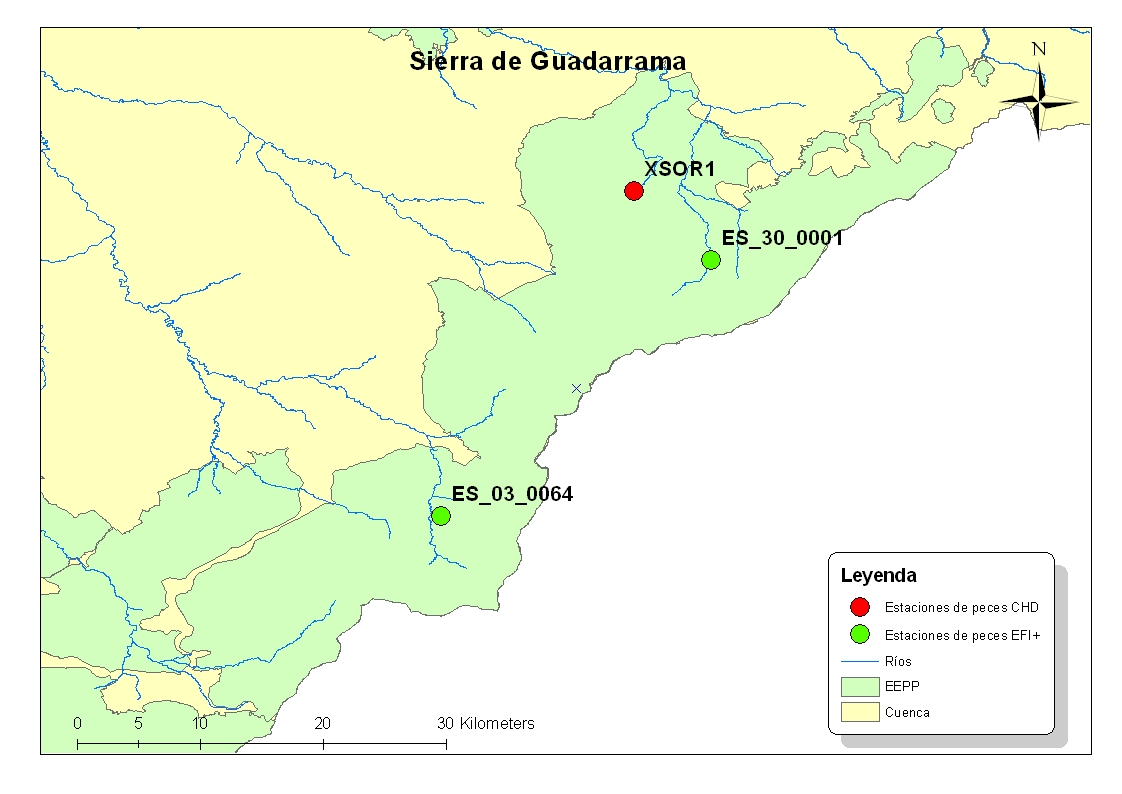 Sierra de Guadarrama
N
XSOR1
ES_30_0001
ES_03_0064
Leyenda
Estaciones de peces CHD
Estaciones de peces EFI+
Ríos
EEPP
Cuenca
0 5 10 20 30 Kilometers